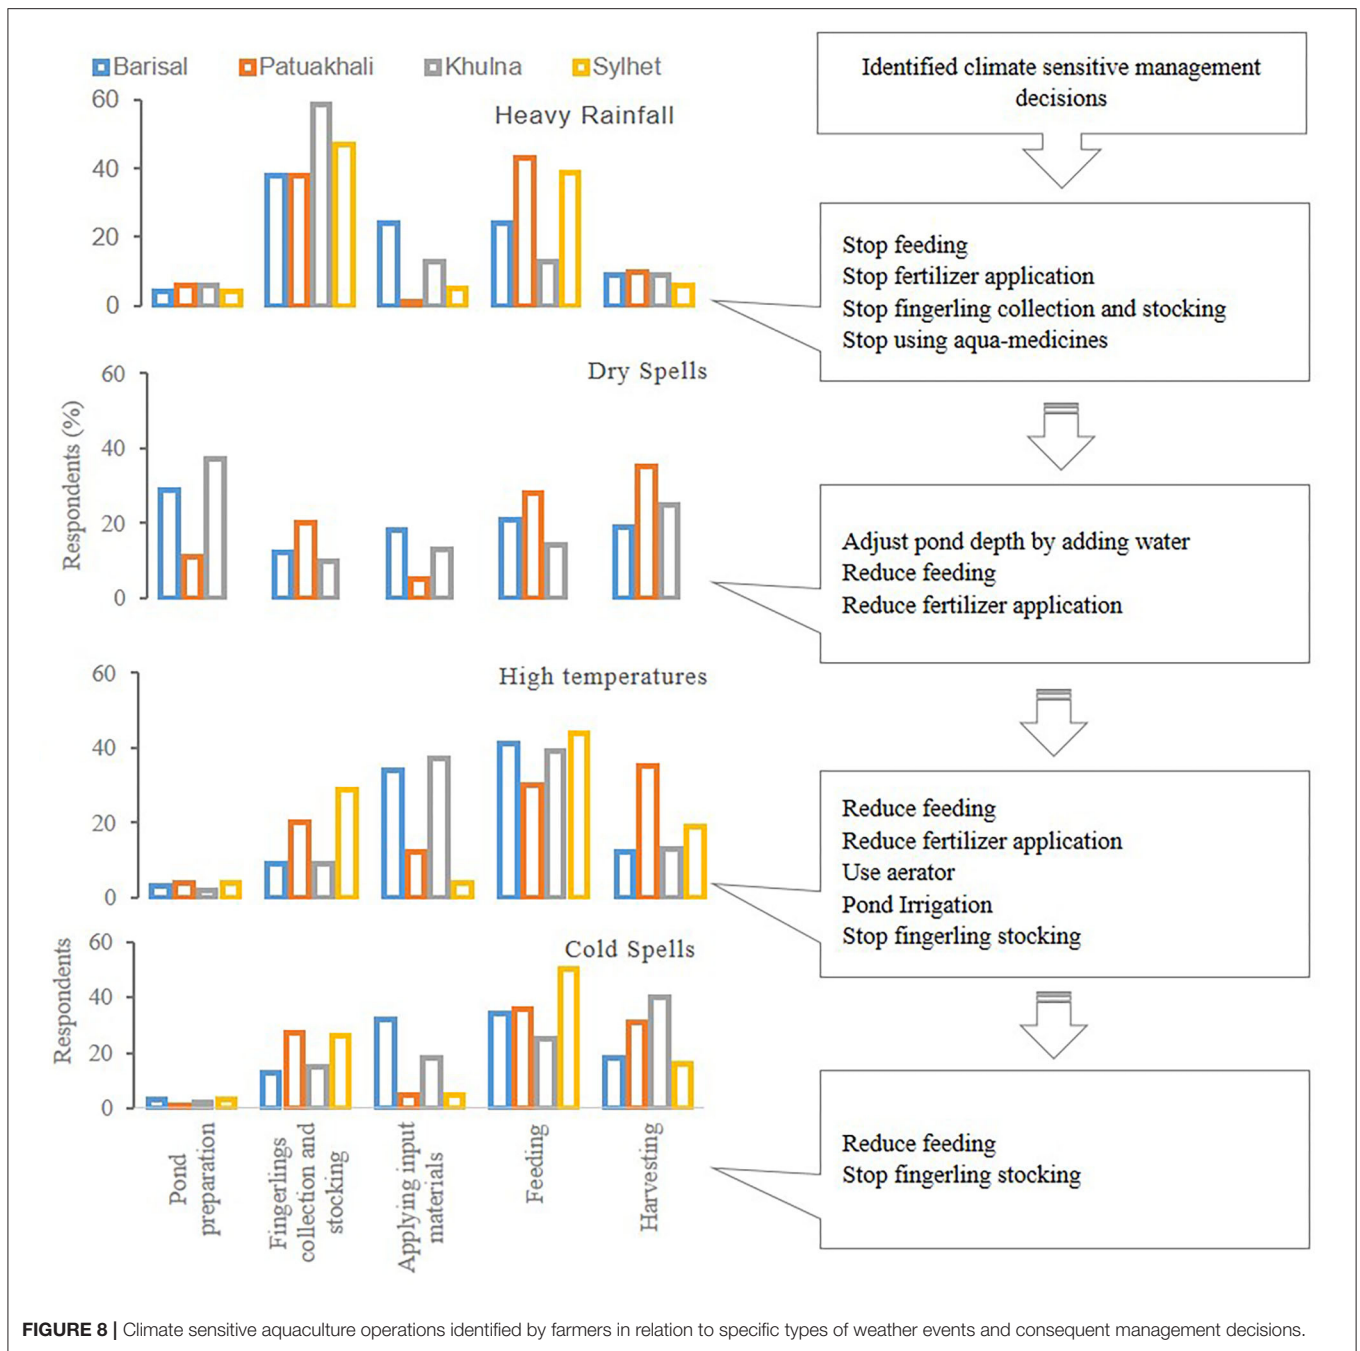 Barisal Patuakhali Khulna Sylhet
Heavy Rainfall
60
40
20
0
Dry Spells
Respondents (%)
60
40
20
0
High temperatures
60
40
20
0
Cold Spells
Respondents
60
40
20
0
Pond
preparation
Fingerlings
collection and
stocking
Applying input
materials
Feeding
Harvesting
Identified climate sensitive management
decisions
Stop feeding
Stop fertilizer application
Stop fingerling collection and stocking
Stop using aqua-medicines
Adjust pond depth by adding water
Reduce feeding
Reduce fertilizer application
Reduce feeding
Reduce fertilizer application
Use aerator
Pond Irrigation
Stop fingerling stocking
Reduce feeding
Stop fingerling stocking
FIGURE 8 | Climate sensitive aquaculture operations identified by farmers in relation to specific types of weather events and consequent management decisions.